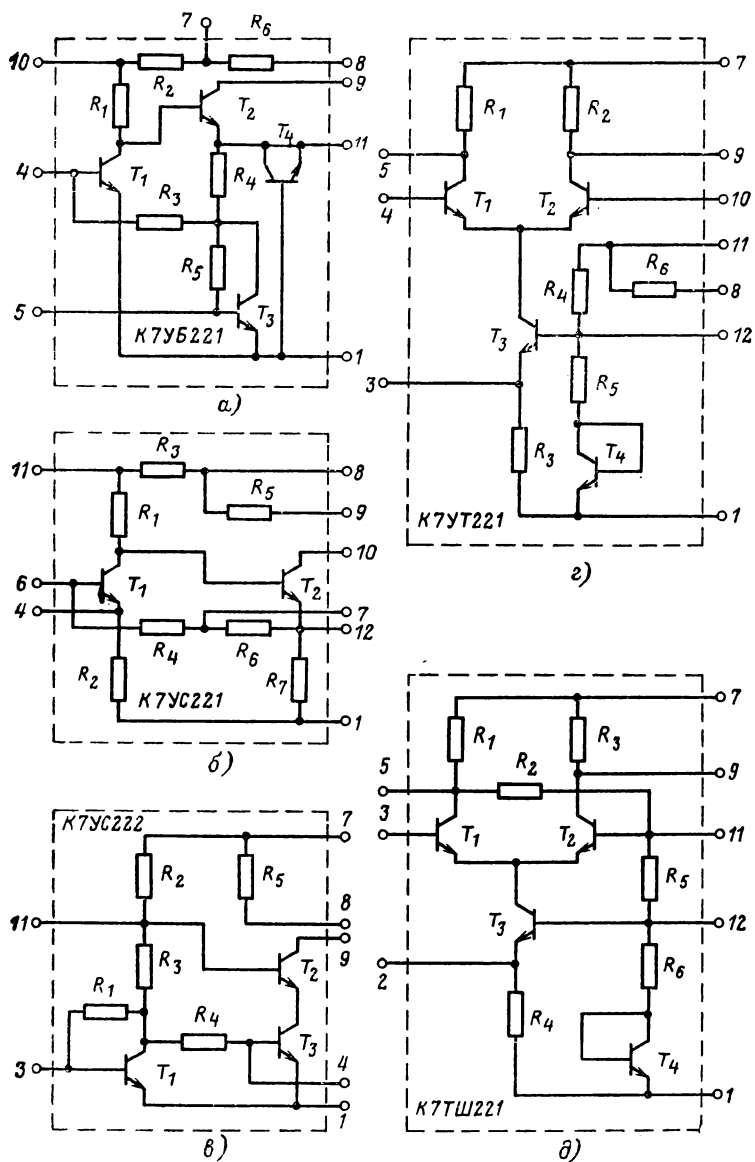 7 R6
10 R2 8
R1 T2 9
T4 11
4 T1 R4
R3
R5
5 T3
К7УБ221 1
а)
R3
11 8
R1 R5 9
10
6 T1 T2
4 7
R4 R6 12
R2 R7
К7УС221 1
б)
К7УС222 7
R2 R5
8
11 9
R3 T2
R1
R4 T3
3 T1 4
1
в)
7
R1 R2
5 9
4 T1 T2 10
11
R4 R6 8
T3 12
3 R5
R3 T4
К7УТ221 1
г)
7
R1 R3
5 R2 9
3 T1 T2 11
R5
T3 12
2 R6
R4
T4
К7ТШ221 1
д)